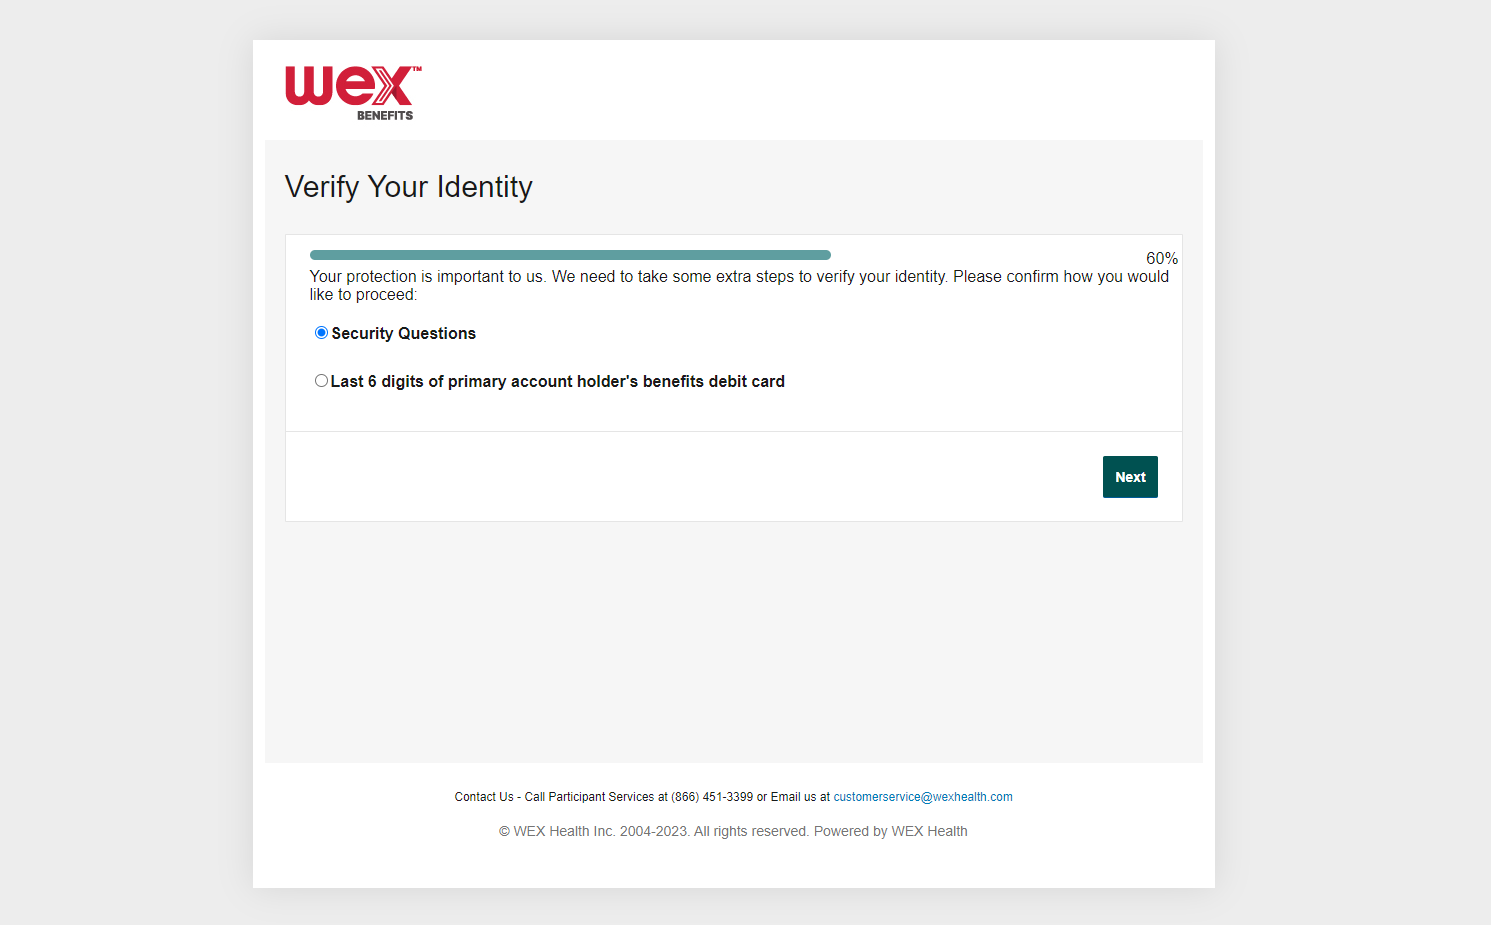 wex™
BENEFITS
Verify Your Identity
60%
Your protection is important to us. We need to take some extra steps to verify your identity. Please confirm how you would
like to proceed:
Security Questions
Last 6 digits of primary account holder's benefits debit card
Next
Contact Us - Call Participant Services at (866) 451-3399 or Email us at customerservice@wexhealth.com
© WEX Health Inc. 2004-2023. All rights reserved. Powered by WEX Health